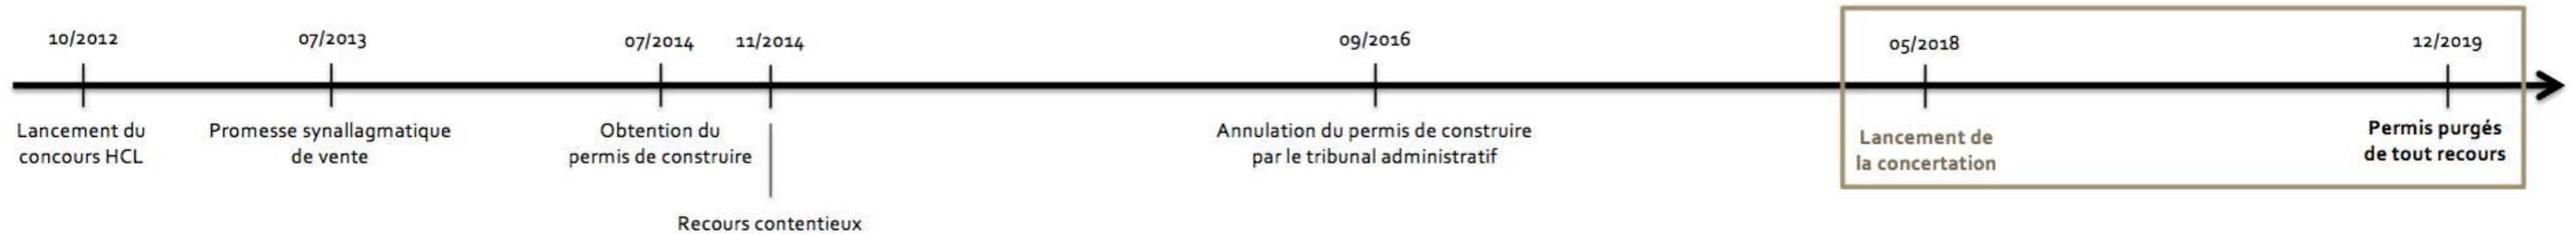 10/2012
07/2013
07/2014
11/2014
09/2016
05/2018
12/2019
Lancement du
concours HCL
Promesse synallagmatique
de vente
Obtention du
permis de construire
Recours contentieux
Annulation du permis de construire
par le tribunal administratif
Lancement de
la concertation
Permis purgés
de tout recours